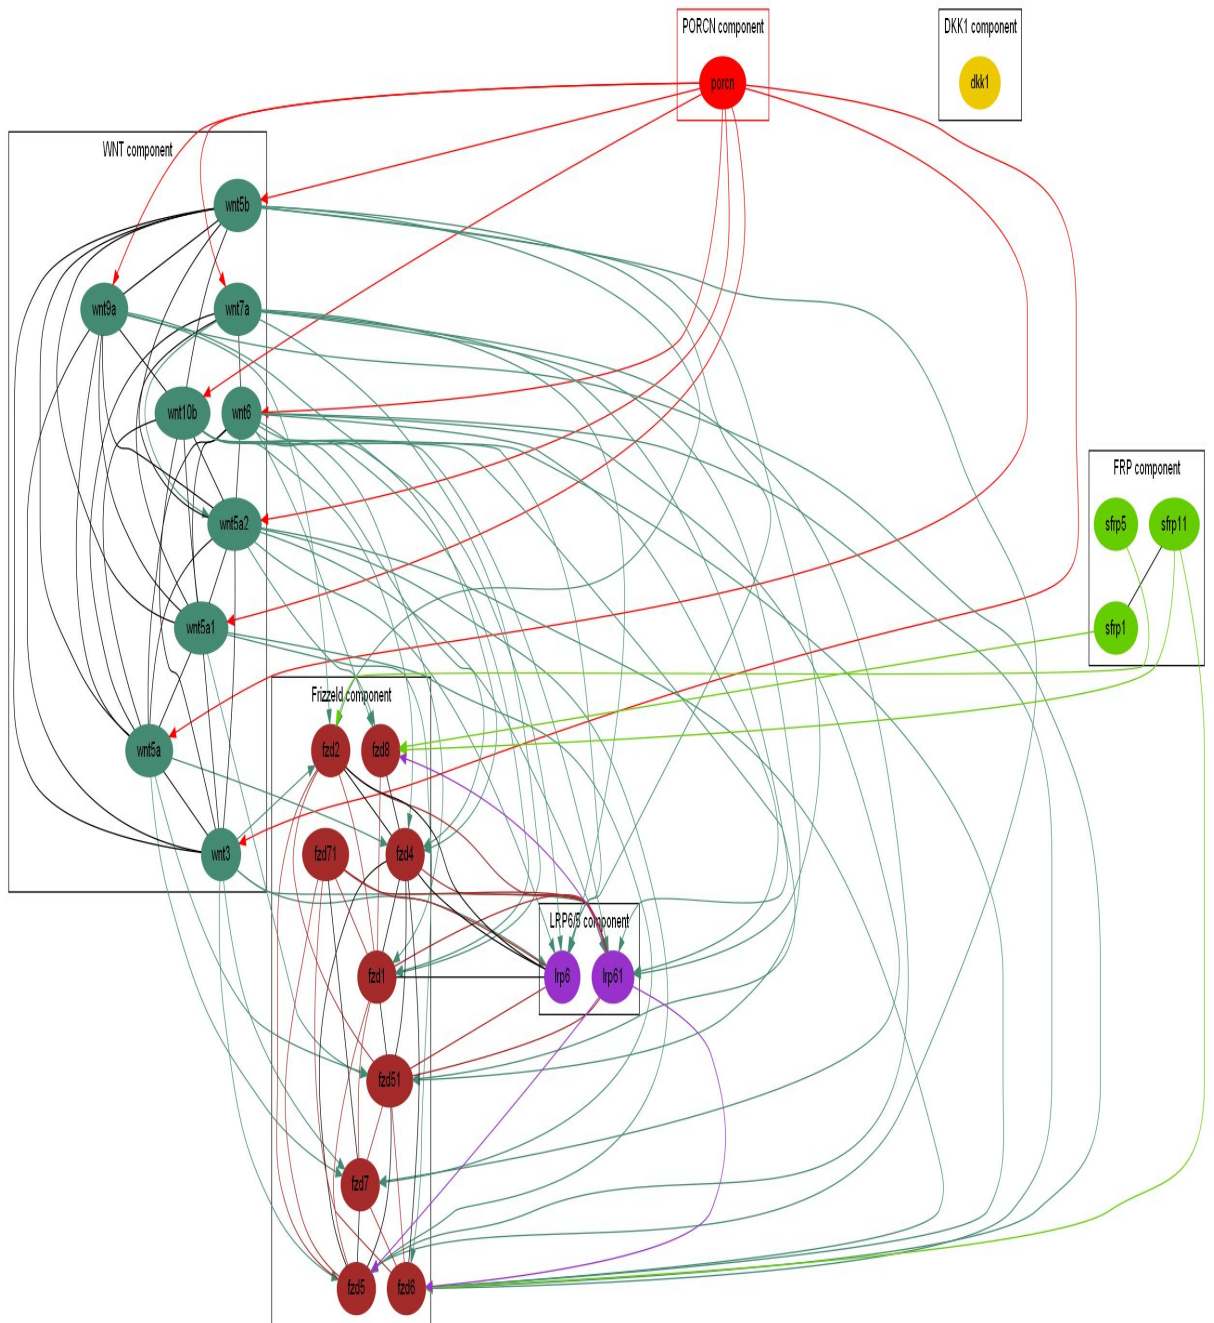 PORCN component
DKK1 component
porcn
dkk1
WNT component
wnt5b
wnt9a
wnt7a
wnt10b
wnt6
FRP component
wnt5a2
sfrp5
sfrp11
wnt5a1
sfrp1
Frizzeld component
wnt5a
fzd2
fzd8
wnt3
fzd71
fzd4
LRP6/5 component
fzd1
lrp6
lrp61
fzd51
fzd7
fzd5
fzd6